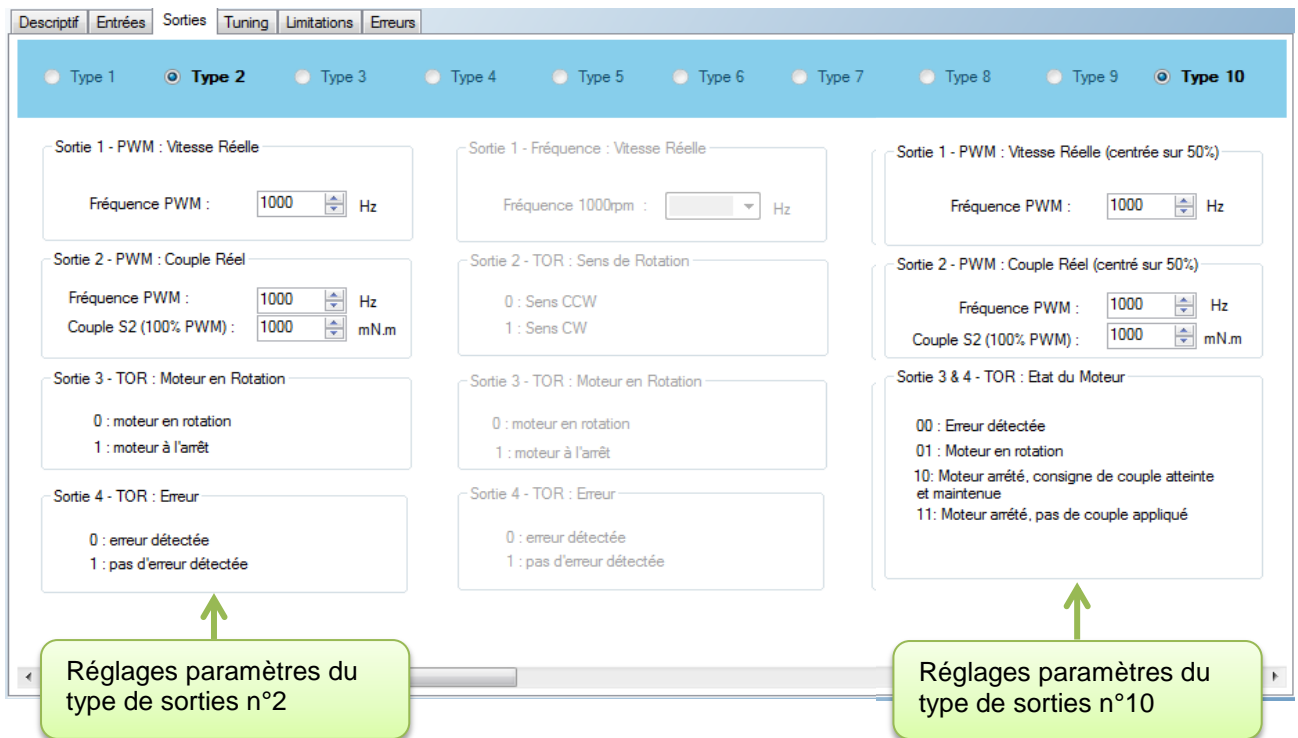 Descriptif Entrées Sorties Tuning Limitations Erreurs
Type 1 Type 2 Type 3 Type 4 Type 5 Type 6 Type 7 Type 8 Type 9 Type 10
Sortie 1 - PWM : Vitesse Réelle
Fréquence PWM : 1000 Hz
Sortie 2 - PWM : Couple Réel
Fréquence PWM : 1000 Hz
Couple S2 (100% PWM) : 1000 mN.m
Sortie 3 - TOR : Moteur en Rotation
0 : moteur en rotation
1 : moteur à l'arrêt
Sortie 4 - TOR : Erreur
0 : erreur détectée
1 : pas d'erreur détectée
Sortie 1 - Fréquence : Vitesse Réelle
Fréquence 1000rpm : Hz
Sortie 2 - TOR : Sens de Rotation
0 : Sens CCW
1 : Sens CW
Sortie 3 - TOR : Moteur en Rotation
0 : moteur en rotation
1 : moteur à l'arrêt
Sortie 4 - TOR : Erreur
0 : erreur détectée
1 : pas d'erreur détectée
Sortie 1 - PWM : Vitesse Réelle (centrée sur 50%)
Fréquence PWM : 1000 Hz
Sortie 2 - PWM : Couple Réel (centré sur 50%)
Fréquence PWM : 1000 Hz
Couple S2 (100% PWM) : 1000 mN.m
Sortie 3 & 4 - TOR : Etat du Moteur
00 : Erreur détectée
01 : Moteur en rotation
10: Moteur arrété, consigne de couple atteinte
et maintenue
11: Moteur arrété, pas de couple appliqué
Réglages paramètres du
type de sorties n°2
Réglages paramètres du
type de sorties n°10